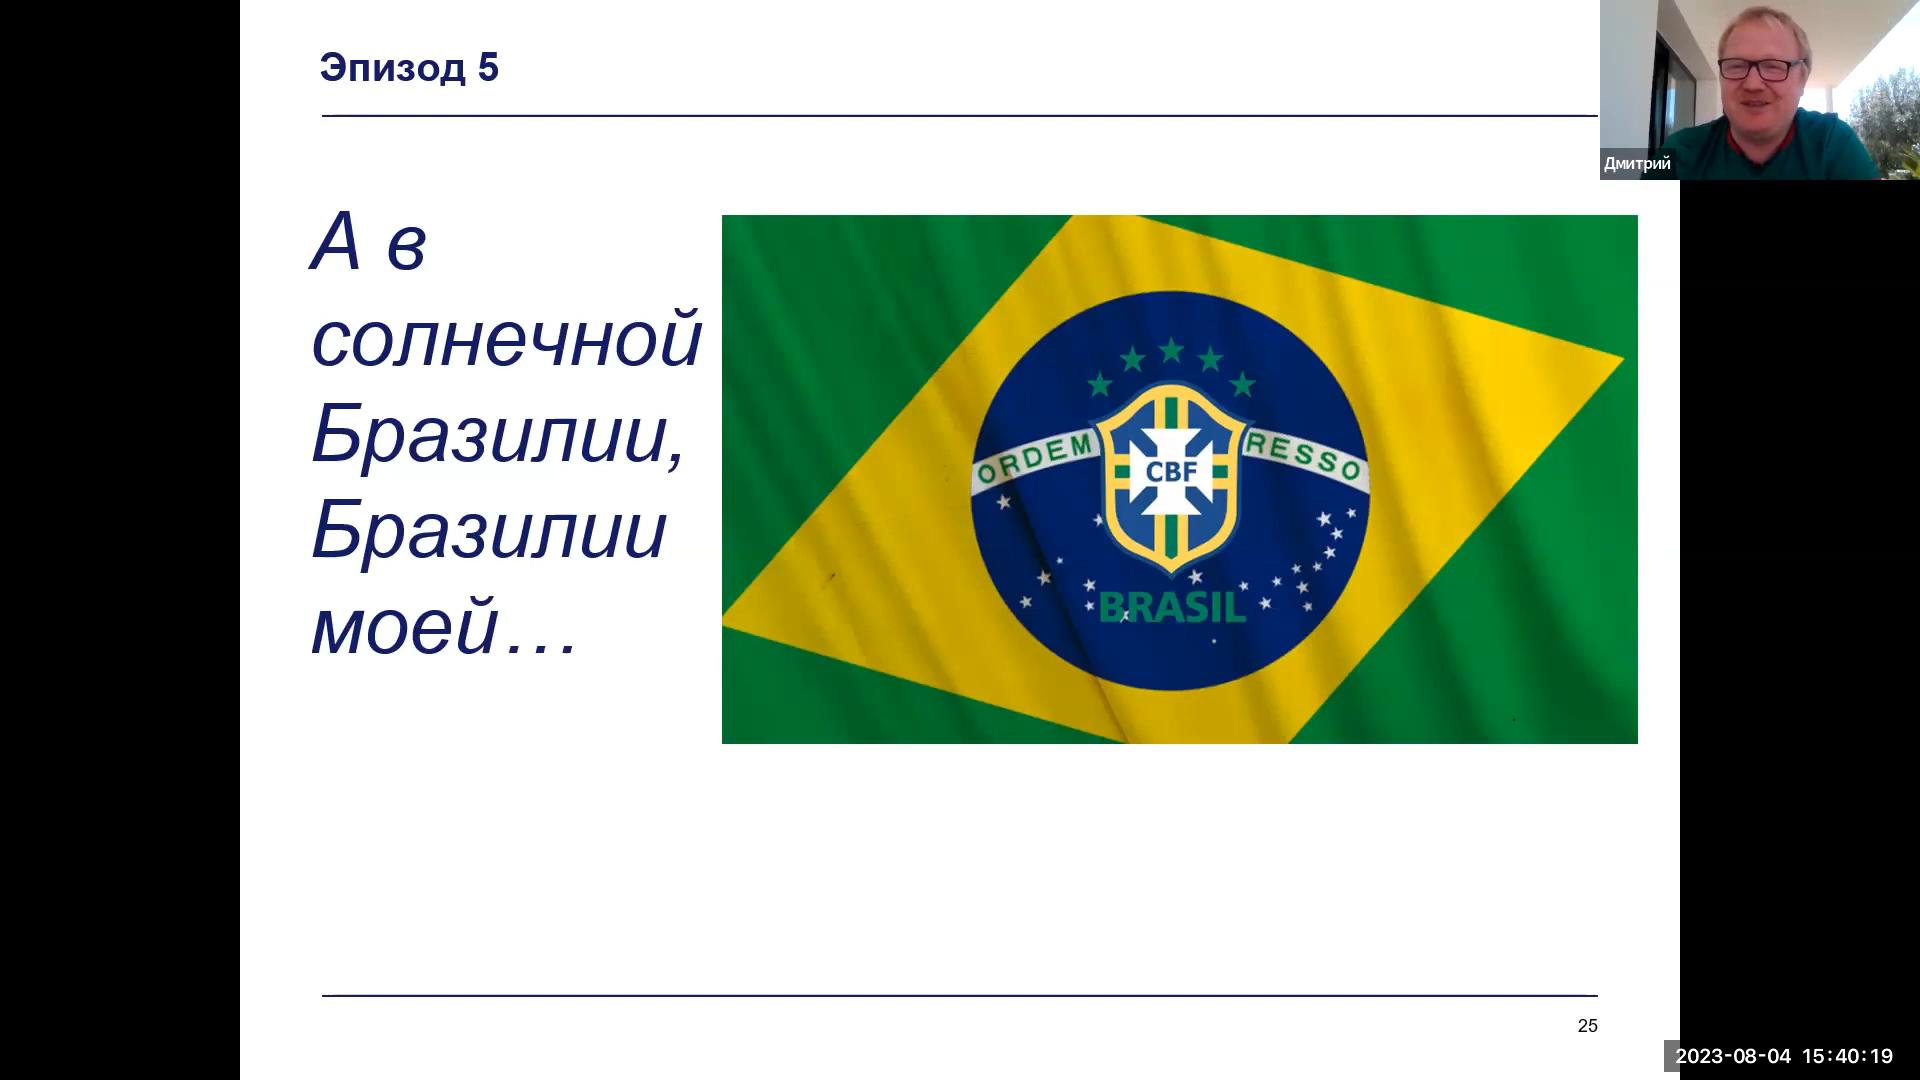 Эпизод 5
Дмитрий
А в
солнечной
Бразилии,
Бразилии
моей…
ORDEM
RESSO
CBF
BRASIL
25
2023-08-04 15:40:19